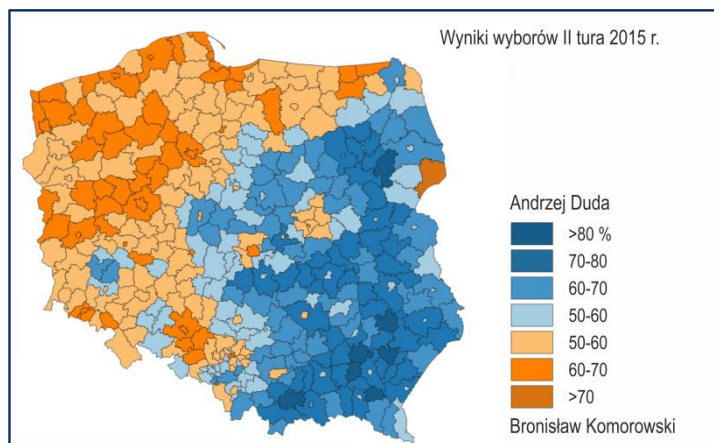 Wyniki wyborów II tura 2015 r.
Andrzej Duda
>80 %
70-80
60-70
50-60
50-60
60-70
>70
Bronisław Komorowski